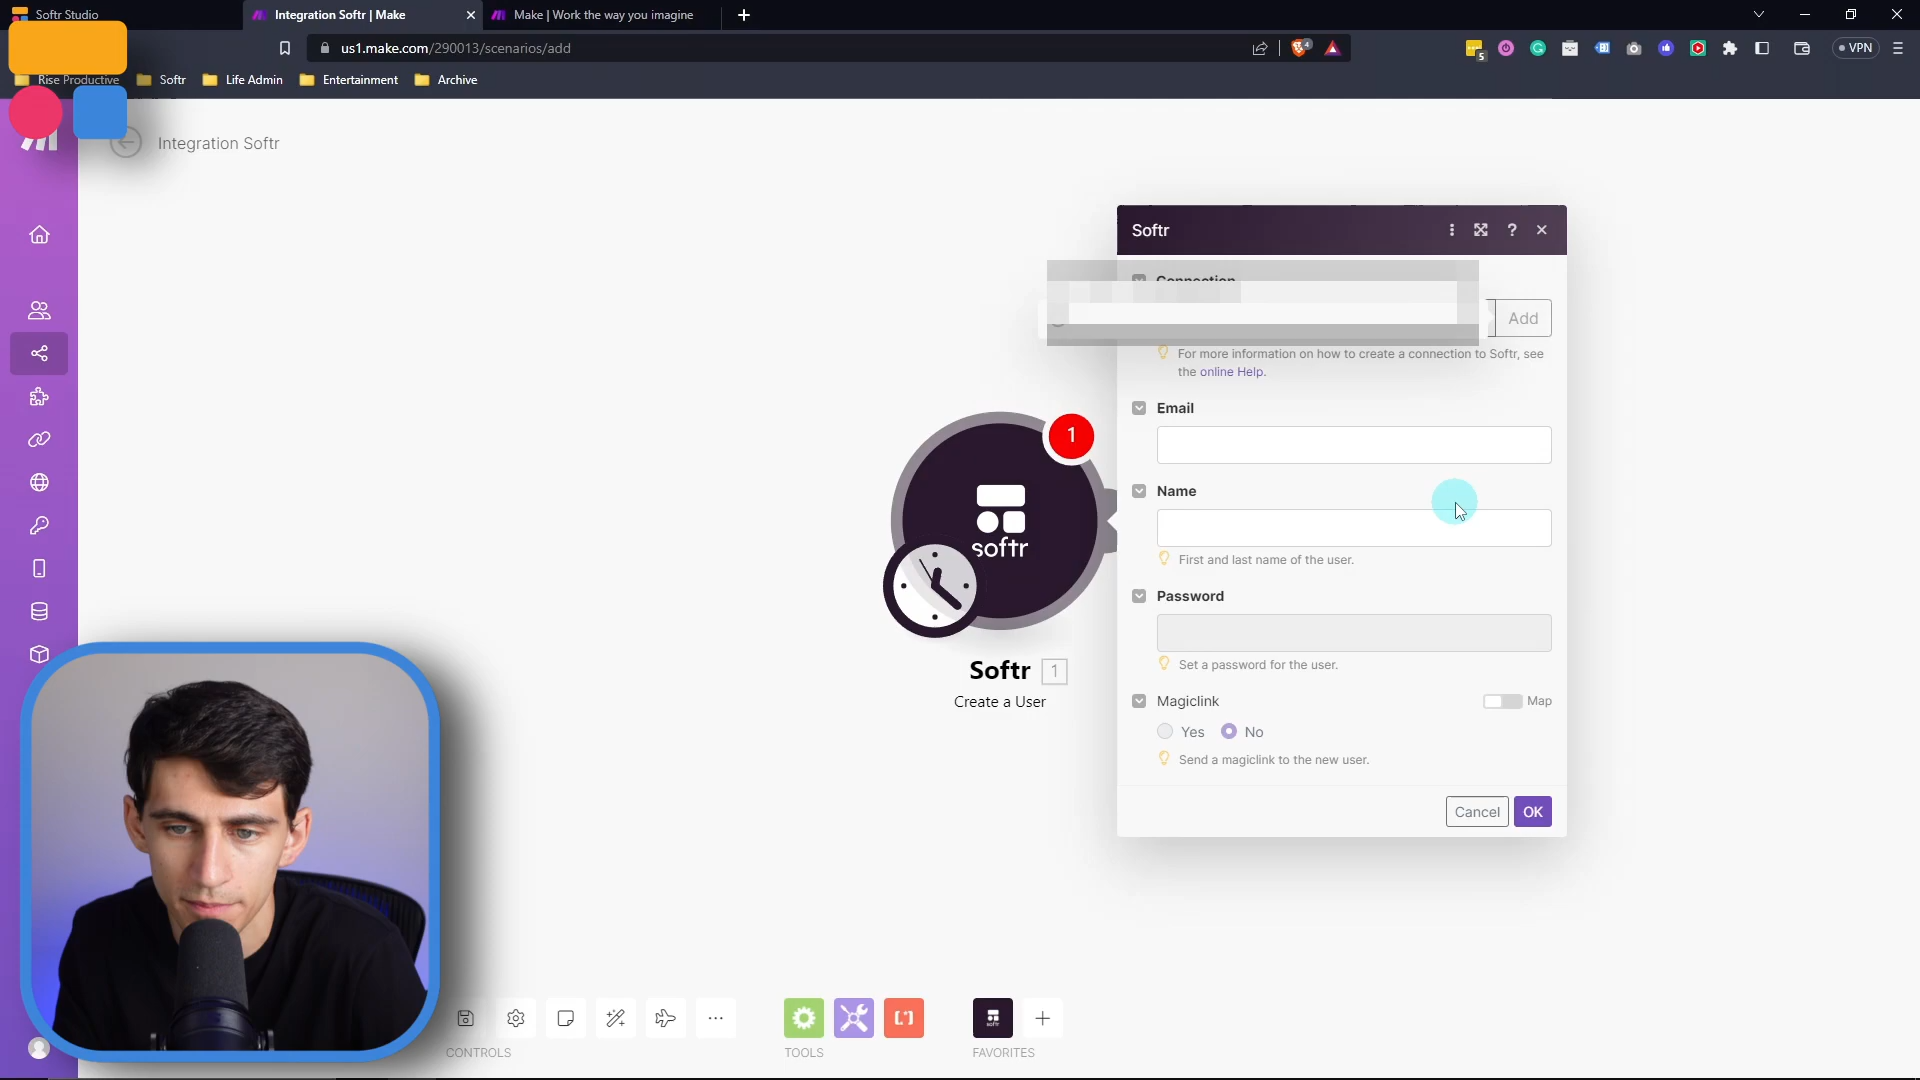 Softr Studio
Integration Softr | Make
Make | Work the way you imagine
us1.make.com/290013/scenarios/add
4
5
VPN
Rise Productive
Softr
Life Admin
Entertainment
Archive
Integration Softr
Softr
Connection
Add
For more information on how to create a connection to Softr, see
the online Help.
Email
1
Name
softr
First and last name of the user.
Password
Set a password for the user.
Softr 1
Create a User
Magiclink
Map
Yes
No
Send a magiclink to the new user.
Cancel
OK
softr
CONTROLS
TOOLS
FAVORITES